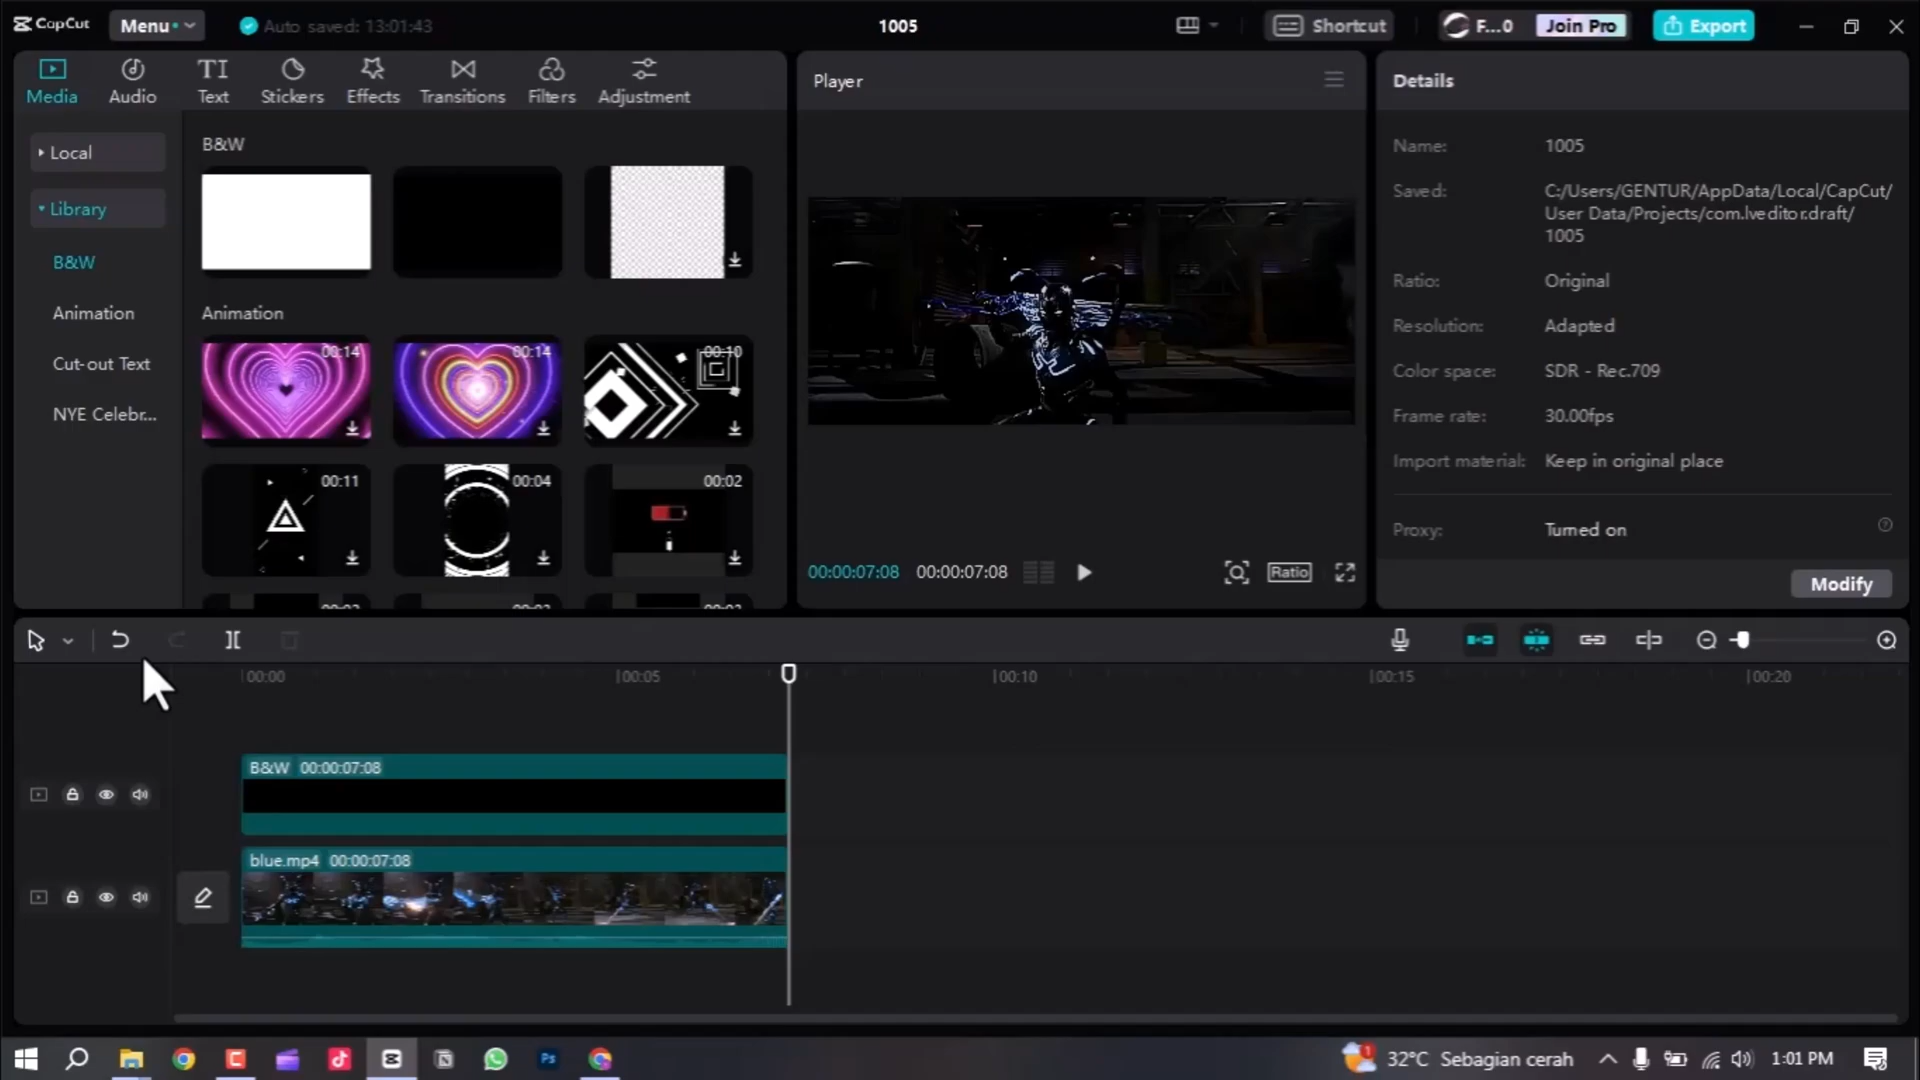 CapCut
Menu
Auto saved: 13:01:43
1005
Shortcut
F...0
Join Pro
Export
Media
Audio
TI
Text
Stickers
Effects
Transitions
Filters
Adjustment
Local
Library
B&W
Animation
Cut-out Text
NYE Celebr...
B&W
Animation
00:14
00:14
00:10
00:11
00:04
00:02
Player
00:00:07:08
00:00:07:08
Ratio
Details
Name: 1005
Saved: C:/Users/GENTUR/AppData/Local/CapCut/
User Data/Projects/com.lveditor.draft/
1005
Ratio: Original
Resolution: Adapted
Color space: SDR - Rec.709
Frame rate: 30.00fps
Import material: Keep in original place
Proxy: Turned on
Modify
00:00
00:05
00:10
00:15
00:20
B&W 00:00:07:08
blue.mp4 00:00:07:08
Ps
1
32°C Sebagian cerah
1:01 PM